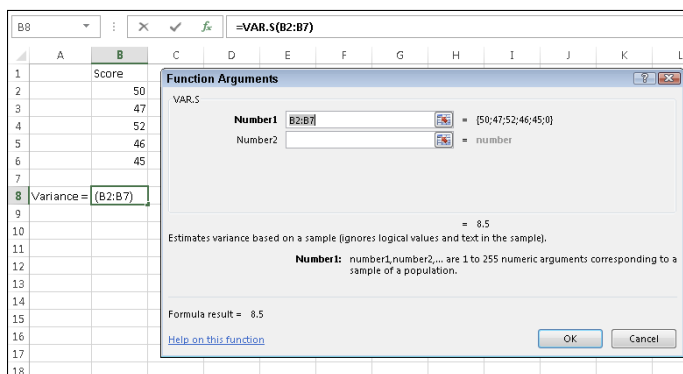 B8 fx =VAR.S(B2:B7)
A B C D E F G H I J K L
1 Score
2 50
3 47
4 52
5 46
6 45
7
8 Variance = (B2:B7)
9
10
11
12
13
14
15
16
17
18
Function Arguments
VAR.S
Number1 B2:B7 = {50;47;52;46;45;0}
Number2 = number
= 8.5
Estimates variance based on a sample (ignores logical values and text in the sample).
Number1: number1,number2,... are 1 to 255 numeric arguments corresponding to a
sample of a population.
Formula result = 8.5
Help on this function
OK Cancel